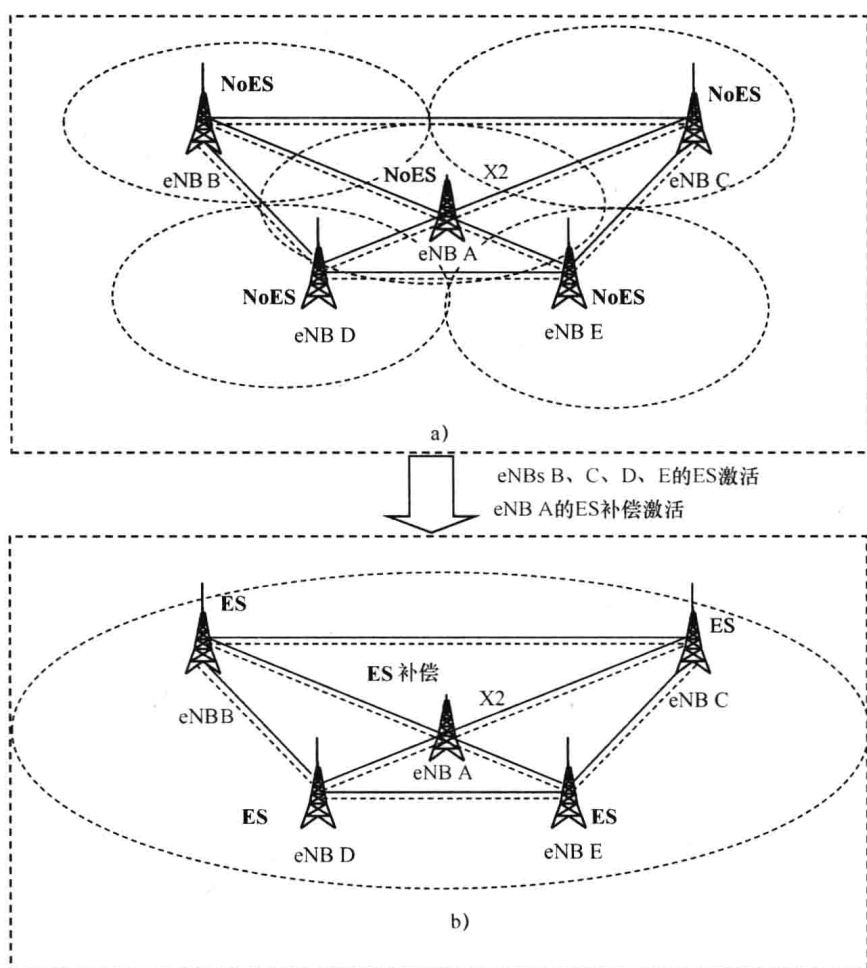 NoES
NoES
NoES
X2
eNB B
eNB C
eNB A
NoES
NoES
eNB D
eNB E
a)
eNBs B、C、D、E的ES激活
eNB A的ES补偿激活
ES
ES
ES 补偿
X2
eNB B
eNB C
eNB A
ES
ES
eNB D
eNB E
b)